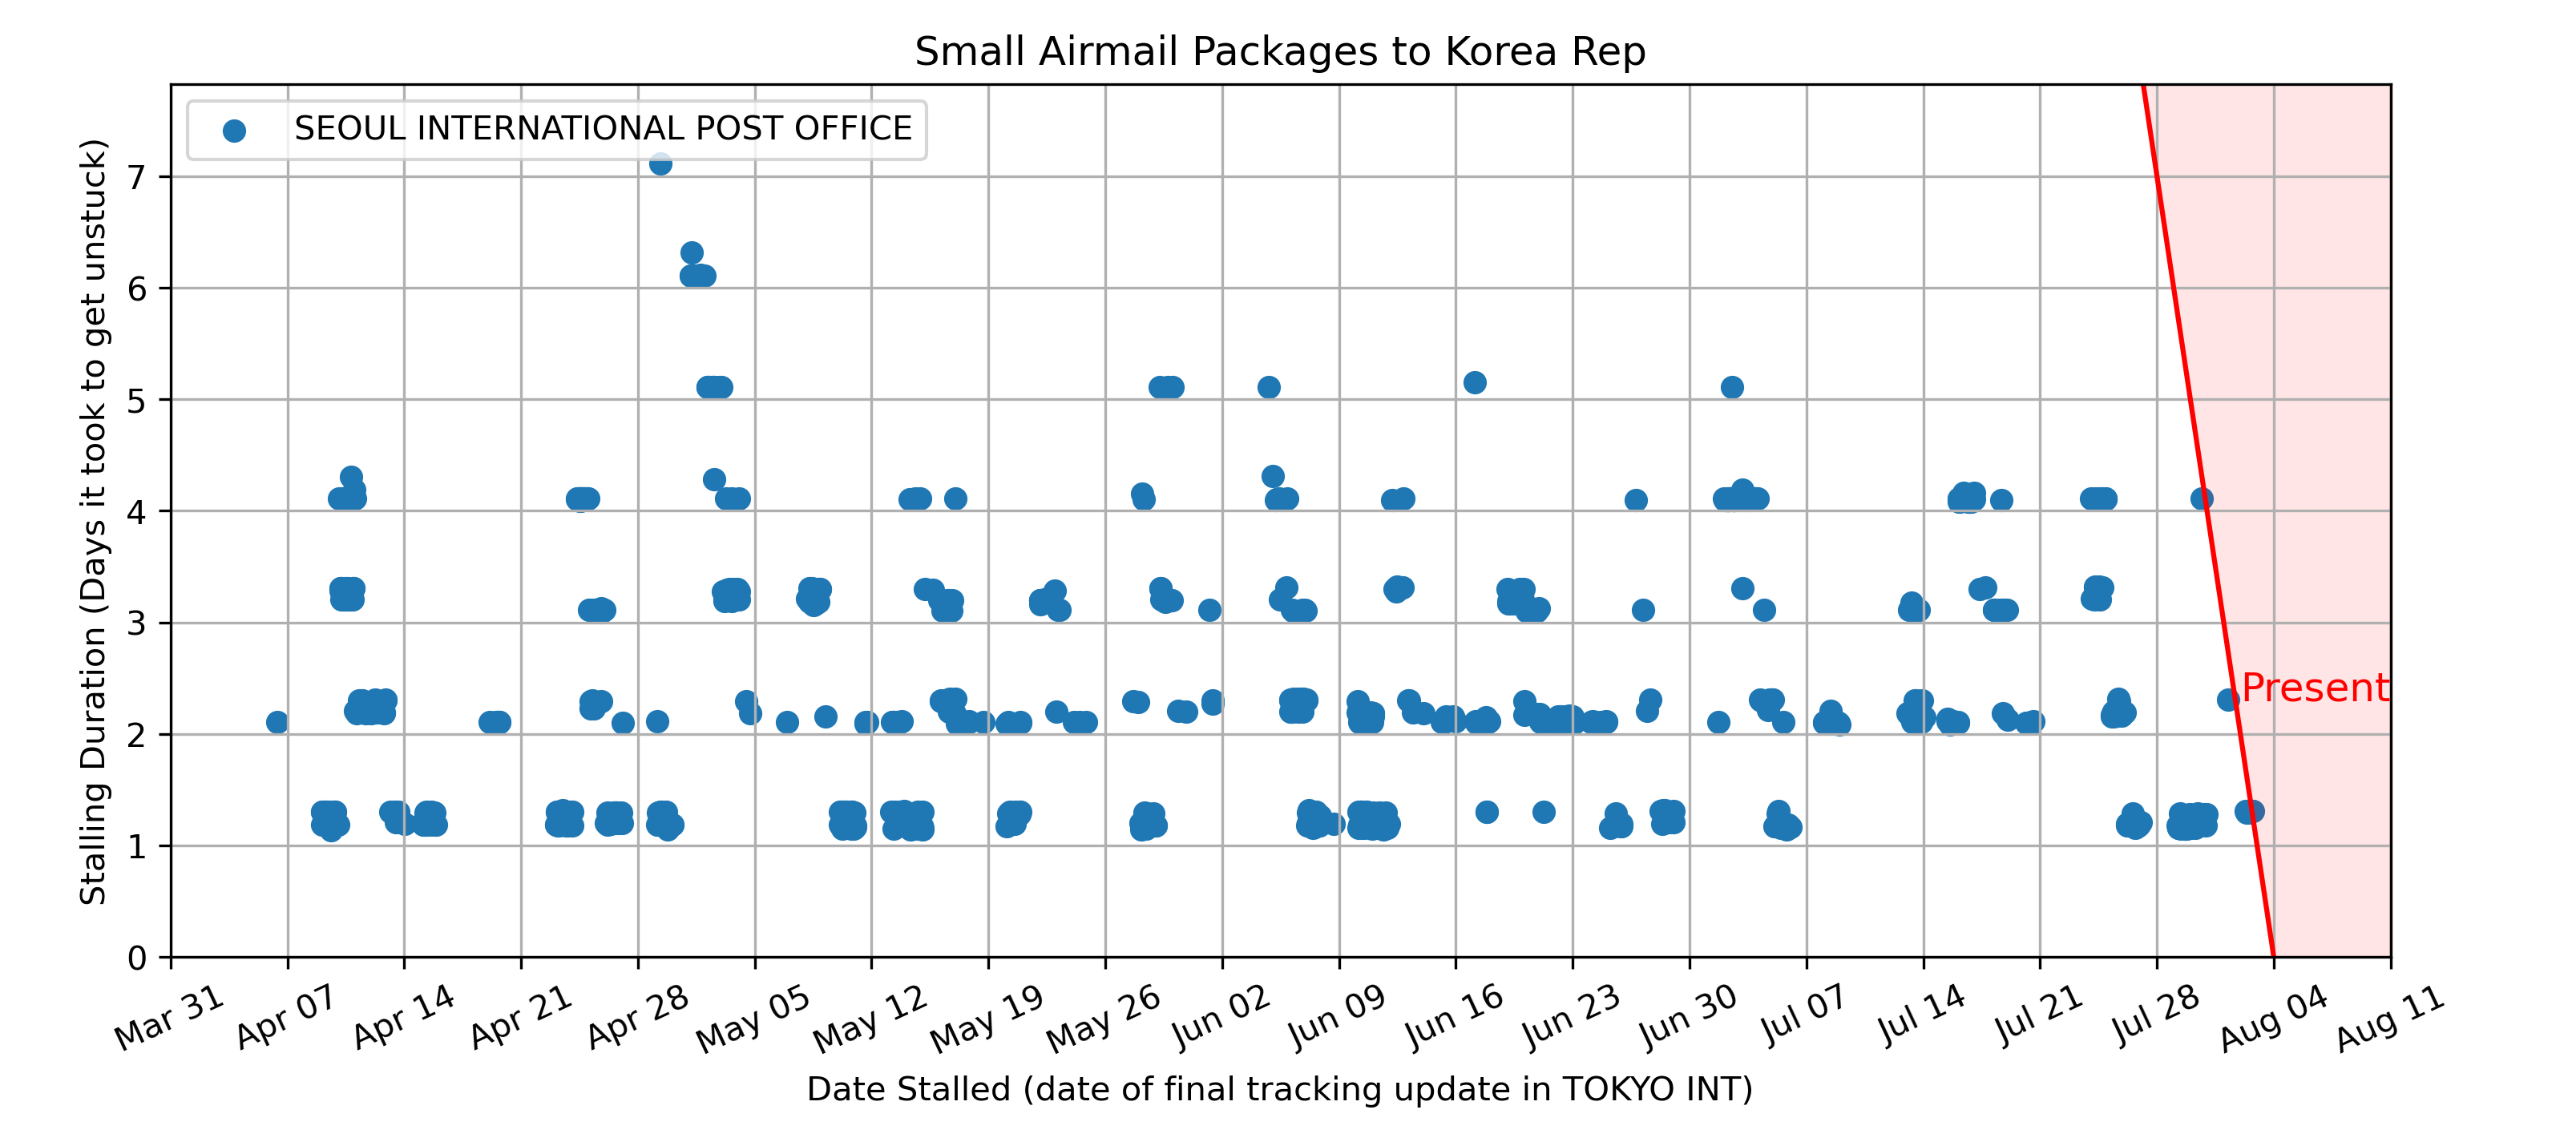 Small Airmail Packages to Korea Rep
SEOUL INTERNATIONAL POST OFFICE
Stalling Duration (Days it took to get unstuck)
7
6
5
4
3
2
1
0
Present
Mar 31
Apr 07
Apr 14
Apr 21
Apr 28
May 05
May 12
May 19
May 26
Jun 02
Jun 09
Jun 16
Jun 23
Jun 30
Jul 07
Jul 14
Jul 21
Jul 28
Aug 04
Aug 11
Date Stalled (date of final tracking update in TOKYO INT)